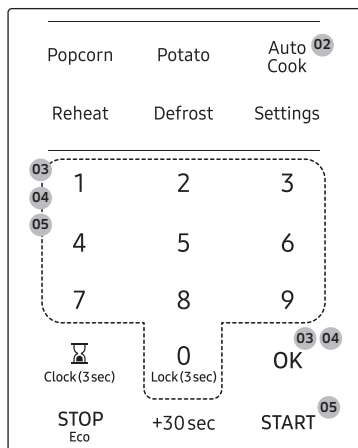 Popcorn Potato Auto Cook 02
Reheat Defrost Settings
03
04
05
1 2 3
4 5 6
7 8 9
03 04
Clock(3 sec) 0 Lock(3 sec) OK
05
STOP Eco +30 sec START